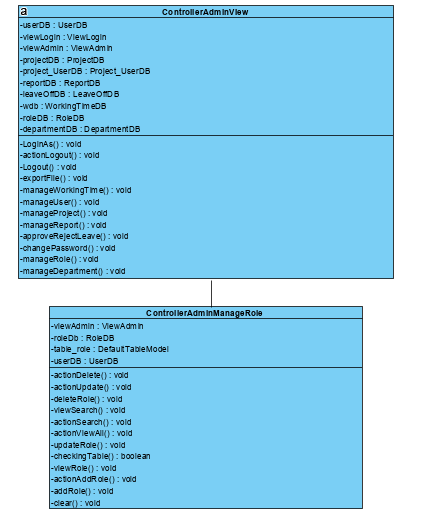 a
ControllerAdminView
-userDB : UserDB
-viewLogin : ViewLogin
-viewAdmin : ViewAdmin
-projectDB : ProjectDB
-project_UserDB : Project_UserDB
-reportDB : ReportDB
-leaveOffDB : LeaveOffDB
-wdb : WorkingTimeDB
-roleDB : RoleDB
-departmentDB : DepartmentDB
-LoginAs() : void
-actionLogout() : void
-Logout() : void
-exportFile() : void
-manageWorkingTime() : void
-manageUser() : void
-manageProject() : void
-manageReport() : void
-approveRejectLeave() : void
-changePassword() : void
-manageRole() : void
-manageDepartment() : void
ControllerAdminManageRole
-viewAdmin : ViewAdmin
-roleDb : RoleDB
-table_role : DefaultTableModel
-userDB : UserDB
-actionDelete() : void
-actionUpdate() : void
-deleteRole() : void
-viewSearch() : void
-actionSearch() : void
-actionViewAll() : void
-updateRole() : void
-checkingTable() : boolean
-viewRole() : void
-actionAddRole() : void
-addRole() : void
-clear() : void